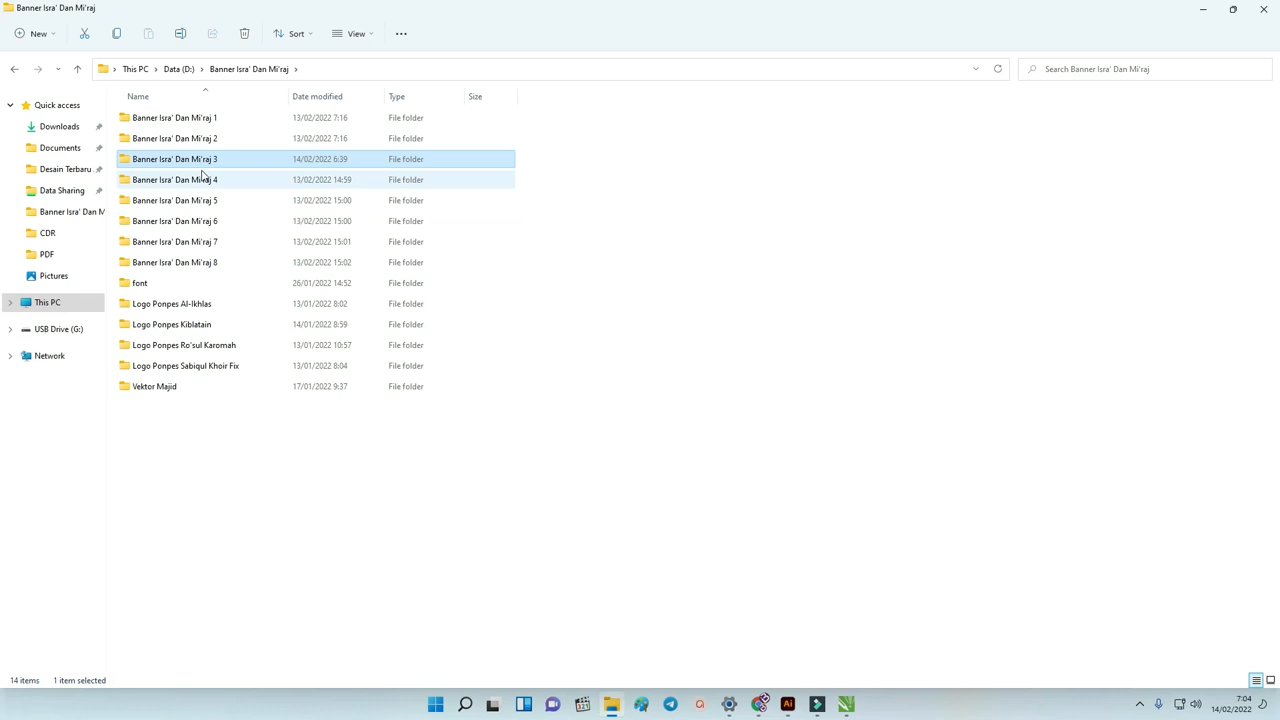 Banner Isra' Dan Mi'raj
New
Sort
View
This PC
Data (D:)
Banner Isra' Dan Mi'raj
Search Banner Isra' Dan Mi'raj
Name
Date modified
Type
Size
Quick access
Downloads
Documents
Desain Terbaru
Data Sharing
Banner Isra' Dan M
CDR
PDF
Pictures
This PC
USB Drive (G:)
Network
Banner Isra' Dan Mi'raj 1 13/02/2022 7:16 File folder
Banner Isra' Dan Mi'raj 2 13/02/2022 7:16 File folder
Banner Isra' Dan Mi'raj 3 14/02/2022 6:39 File folder
Banner Isra' Dan Mi'raj 4 13/02/2022 14:59 File folder
Banner Isra' Dan Mi'raj 5 13/02/2022 15:00 File folder
Banner Isra' Dan Mi'raj 6 13/02/2022 15:00 File folder
Banner Isra' Dan Mi'raj 7 13/02/2022 15:01 File folder
Banner Isra' Dan Mi'raj 8 13/02/2022 15:02 File folder
font 26/01/2022 14:52 File folder
Logo Ponpes Al-Ikhlas 13/01/2022 8:02 File folder
Logo Ponpes Kiblatain 14/01/2022 8:59 File folder
Logo Ponpes Ro'sul Karomah 13/01/2022 10:57 File folder
Logo Ponpes Sabiqul Khoir Fix 13/01/2022 8:04 File folder
Vektor Majid 17/01/2022 9:37 File folder
14 items 1 item selected
Ai
7:04
14/02/2022